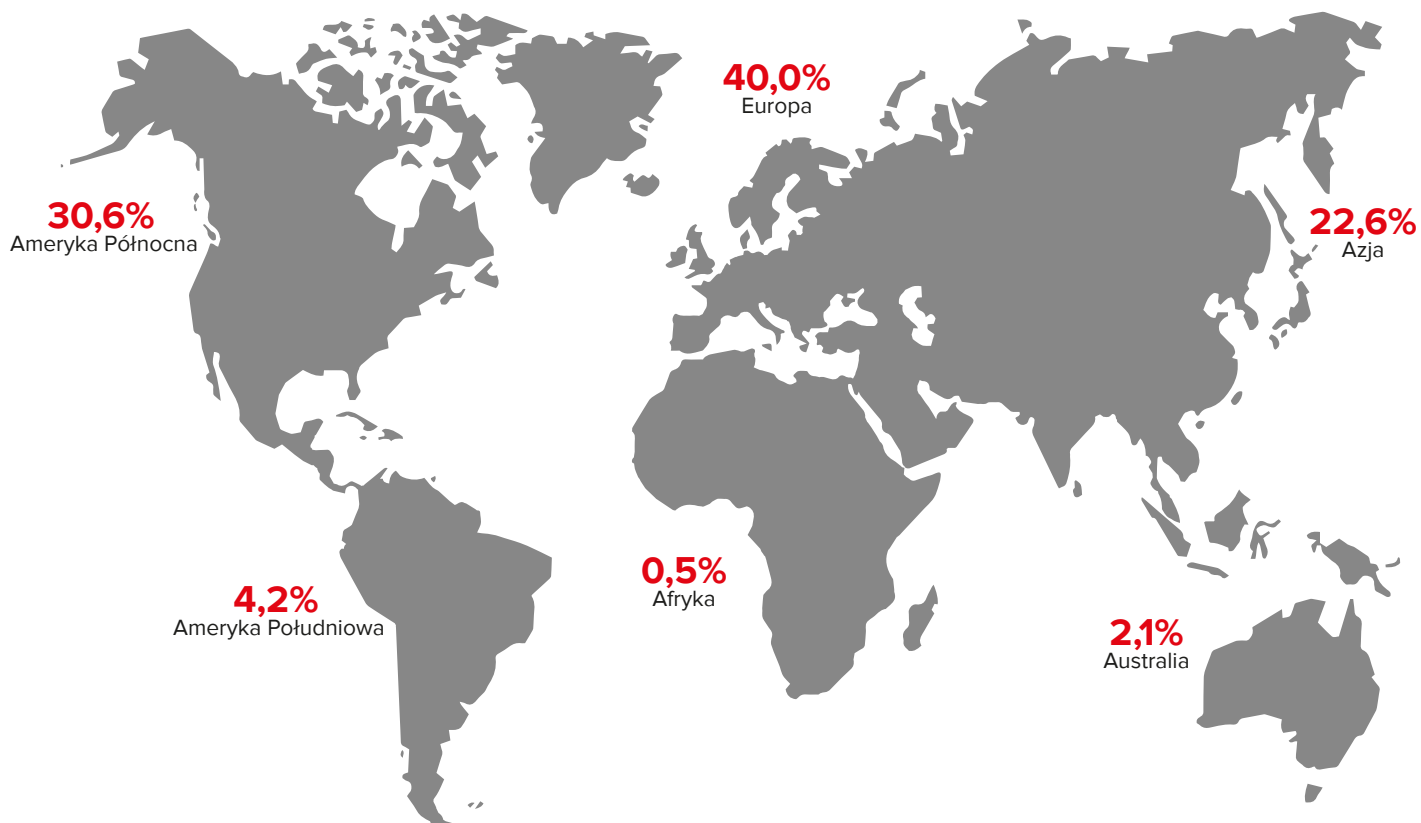 40,0%
Europa
30,6%
Ameryka Północna
22,6%
Azja
0,5%
Afryka
4,2%
Ameryka Południowa
2,1%
Australia